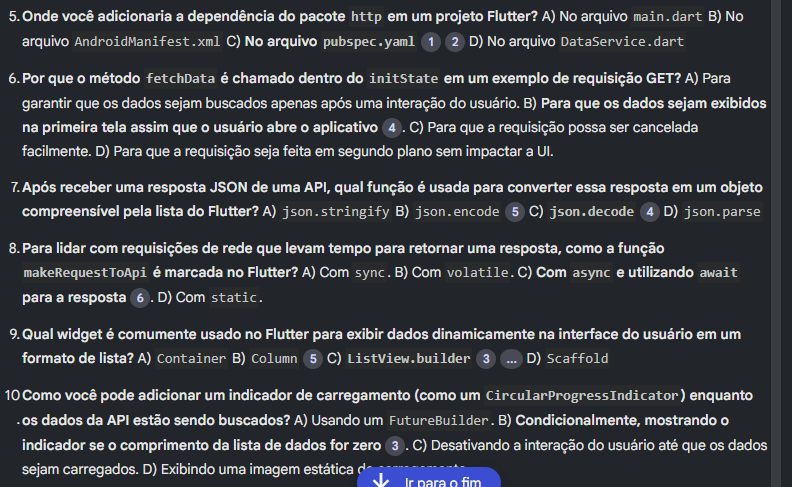 5. Onde você adicionaria a dependência do pacote http em um projeto Flutter? A) No arquivo main.dart B) No
arquivo AndroidManifest.xml C) No arquivo pubspec.yaml 1 2 D) No arquivo DataService.dart
6. Por que o método fetchData é chamado dentro do initState em um exemplo de requisição GET? A) Para
garantir que os dados sejam buscados apenas após uma interação do usuário. B) Para que os dados sejam exibidos
na primeira tela assim que o usuário abre o aplicativo 4 . C) Para que a requisição possa ser cancelada
facilmente. D) Para que a requisição seja feita em segundo plano sem impactar a UI.
7. Após receber uma resposta JSON de uma API, qual função é usada para converter essa resposta em um objeto
compreensível pela lista do Flutter? A) json.stringify B) json.encode 5 C) json.decode 4 D) json.parse
8. Para lidar com requisições de rede que levam tempo para retornar uma resposta, como a função
makeRequestToApi é marcada no Flutter? A) Com sync. B) Com volatile. C) Com async e utilizando await
para a resposta 6 . D) Com static.
9. Qual widget é comumente usado no Flutter para exibir dados dinamicamente na interface do usuário em um
formato de lista? A) Container B) Column 5 C) ListView.builder 3 ... D) Scaffold
10 Como você pode adicionar um indicador de carregamento (como um CircularProgressIndicator) enquanto
. os dados da API estão sendo buscados? A) Usando um FutureBuilder. B) Condicionalmente, mostrando o
indicador se o comprimento da lista de dados for zero 3 . C) Desativando a interação do usuário até que os dados
sejam carregados. D) Exibindo uma imagem estática
Ir para o fim